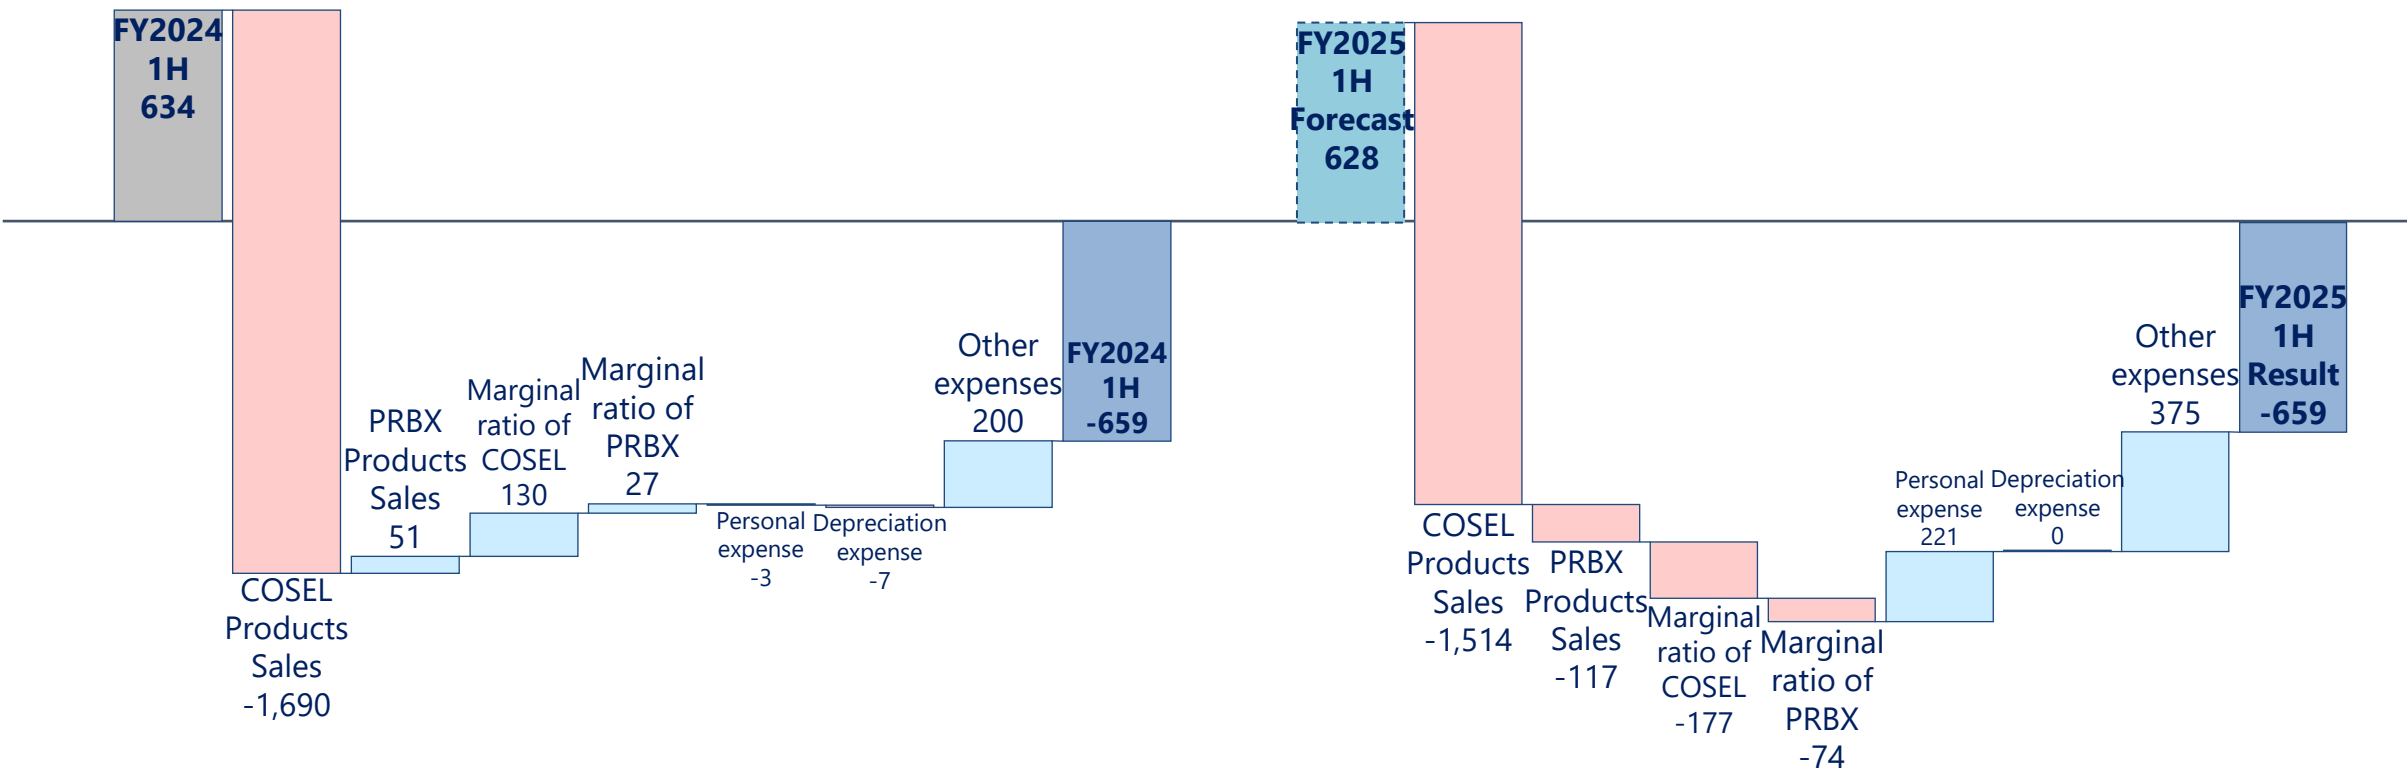 FY2024
1H
634
COSEL
Products
Sales
-1,690
PRBX
Products
Sales
51
Marginal
ratio of
COSEL
130
Marginal
ratio of
PRBX
27
Personal
expense
-3
Depreciation
expense
-7
Other
expenses
200
FY2024
1H
-659
FY2025
1H
Forecast
628
COSEL
Products
Sales
-1,514
PRBX
Products
Sales
-117
Marginal
ratio of
COSEL
-177
Marginal
ratio of
PRBX
-74
Personal
expense
221
Depreciation
expense
0
Other
expenses
375
FY2025
1H
Result
-659